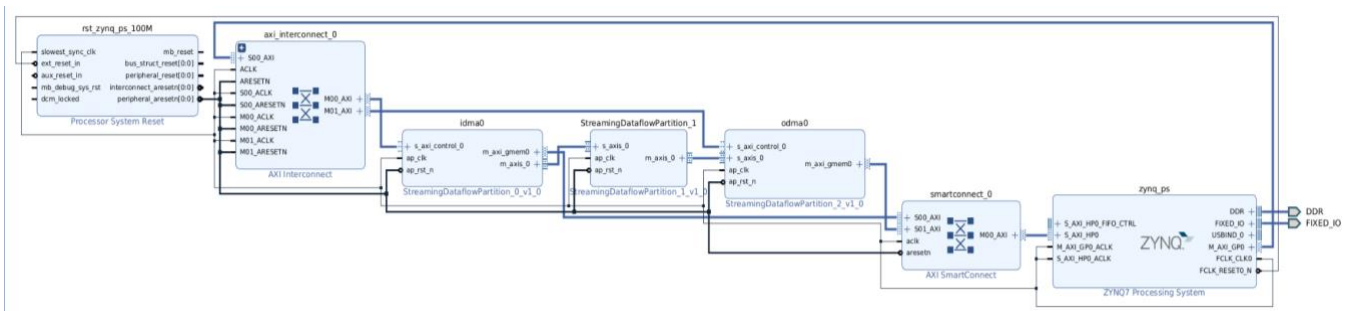 rst_zynq_ps_100M
slowest_sync_clk
ext_reset_in
aux_reset_in
mb_debug_sys_rst
dcm_locked
mb_reset
bus_struct_reset[0:0]
peripheral_reset[0:0]
interconnect_aresetn[0:0]
peripheral_aresetn[0:0]
Processor System Reset
axi_interconnect_0
S00_AXI
ACLK
ARESETN
S00_ACLK
S00_ARESETN
M00_ACLK
M00_ARESETN
M01_ACLK
M01_ARESETN
M00_AXI
M01_AXI
AXI Interconnect
idma0
s_axi_control_0
ap_clk
ap_rst_n
m_axi_gmem0
m_axis_0
StreamingDataflowPartition_0_v1_0
StreamingDataflowPartition_1
s_axis_0
ap_clk
ap_rst_n
m_axis_0
StreamingDataflowPartition_1_v1_0
odma0
s_axi_control_0
s_axis_0
ap_clk
ap_rst_n
m_axi_gmem0
StreamingDataflowPartition_2_v1_0
smartconnect_0
S00_AXI
S01_AXI
aclk
aresetn
M00_AXI
AXI SmartConnect
zynq_ps
S_AXI_HP0_FIFO_CTRL
S_AXI_HP0
M_AXI_GP0_ACLK
S_AXI_HP0_ACLK
ZYNQ
DDR
FIXED_IO
USBIND_0
M_AXI_GP0
FCLK_CLK0
FCLK_RESET0_N
ZYNQ7 Processing System
DDR
FIXED_IO